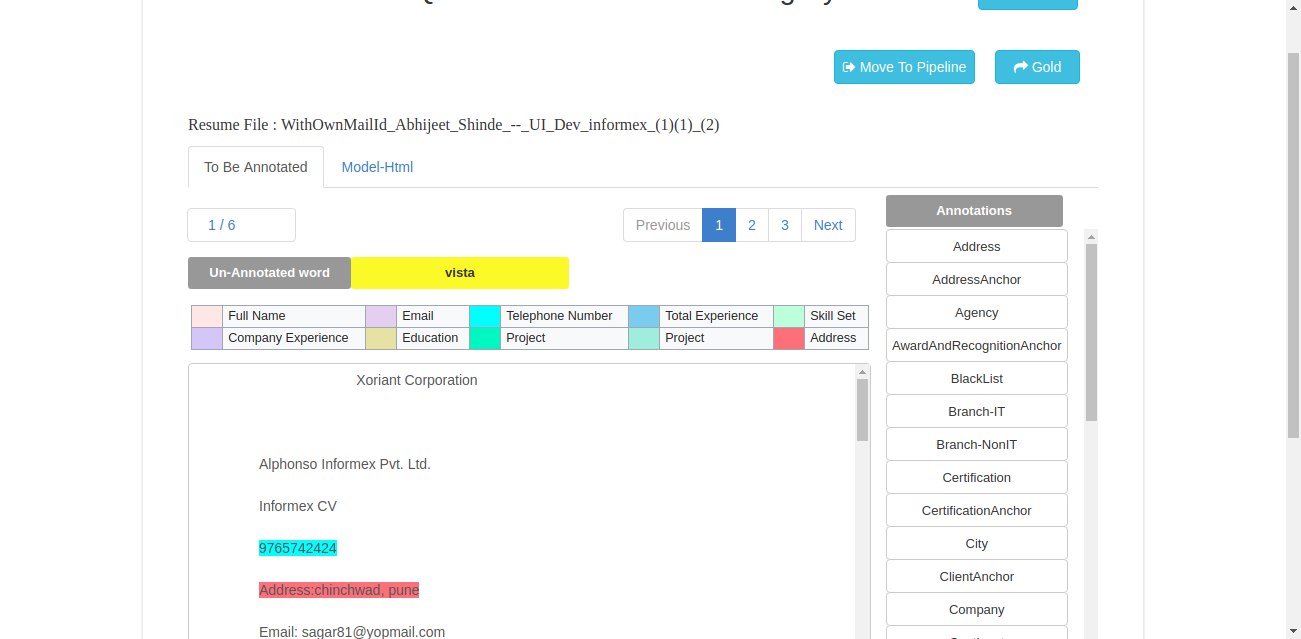 Move To Pipeline
Gold
Resume File : WithOwnMailId_Abhijeet_Shinde_--_UI_Dev_informex_(1)(1)_(2)
To Be Annotated
Model-Html
1 / 6
Previous 1 2 3 Next
Un-Annotated word vista
Full Name Email Telephone Number Total Experience Skill Set
Company Experience Education Project Project Address
Xoriant Corporation
Alphonso Informex Pvt. Ltd.
Informex CV
9765742424
Address:chinchwad, pune
Email: sagar81@yopmail.com
Annotations
Address
AddressAnchor
Agency
AwardAndRecognitionAnchor
BlackList
Branch-IT
Branch-NonIT
Certification
CertificationAnchor
City
ClientAnchor
Company